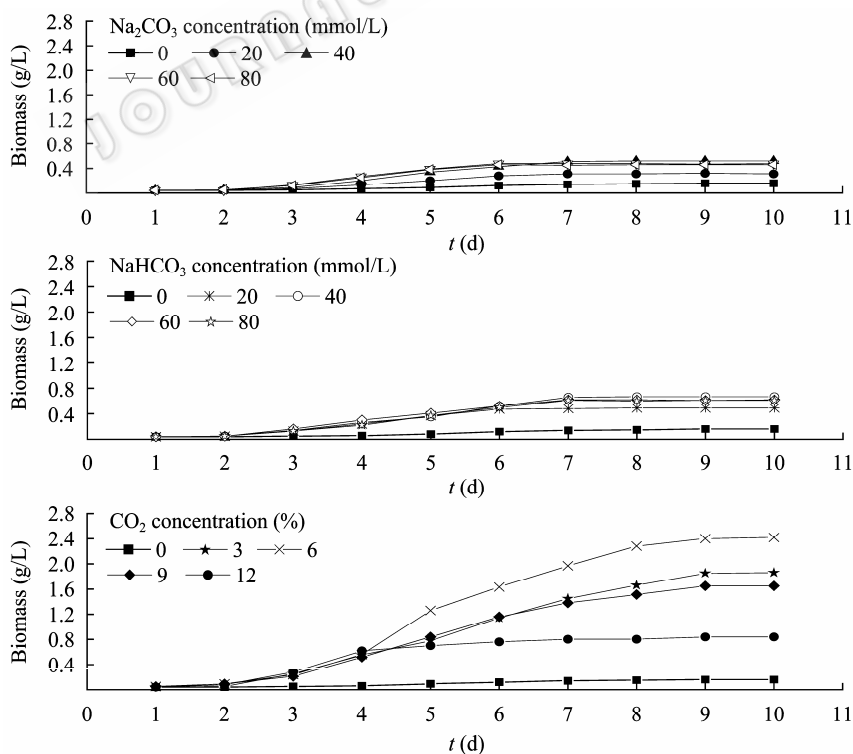 JOURNA
Na₂CO₃ concentration (mmol/L)
0 20 40
60 80
2.8
2.4
2.0
1.6
1.2
0.8
0.4
Biomass (g/L)
0 1 2 3 4 5 6 7 8 9 10 11
t (d)
NaHCO₃ concentration (mmol/L)
0 20 40
60 80
2.8
2.4
2.0
1.6
1.2
0.8
0.4
Biomass (g/L)
0 1 2 3 4 5 6 7 8 9 10 11
t (d)
CO₂ concentration (%)
0 3 6
9 12
2.8
2.4
2.0
1.6
1.2
0.8
0.4
Biomass (g/L)
0 1 2 3 4 5 6 7 8 9 10 11
t (d)